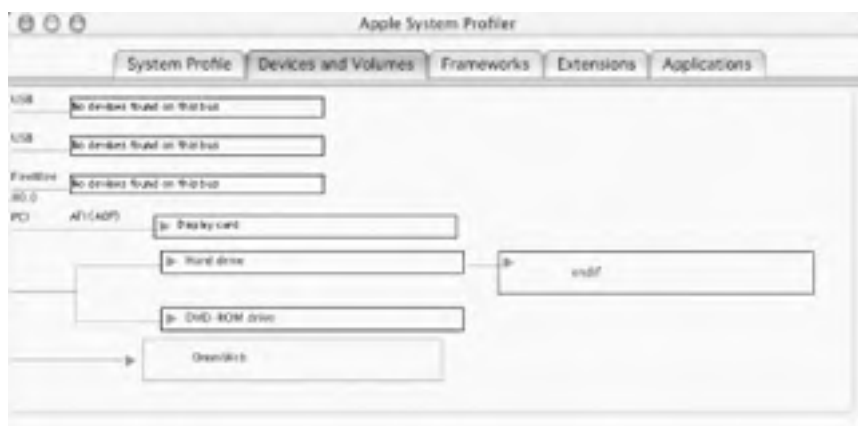 Apple System Profiler
System Profile Devices and Volumes Frameworks Extensions Applications
USB No devices found on this bus
USB No devices found on this bus
FireWire No devices found on this bus
PCI Display card
Hard drive
DVD-ROM drive
OmniWeb